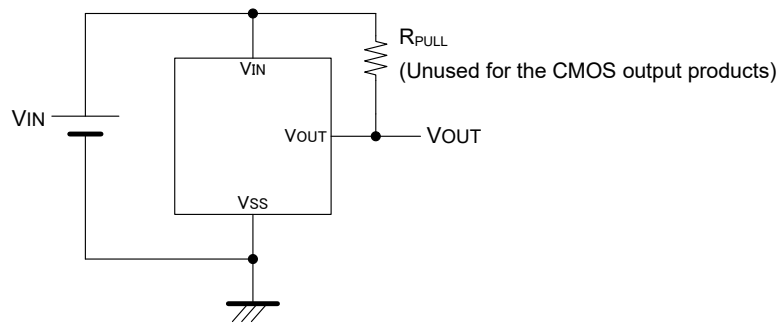 RPULL
(Unused for the CMOS output products)
VIN
VIN
VOUT
VOUT
VSS